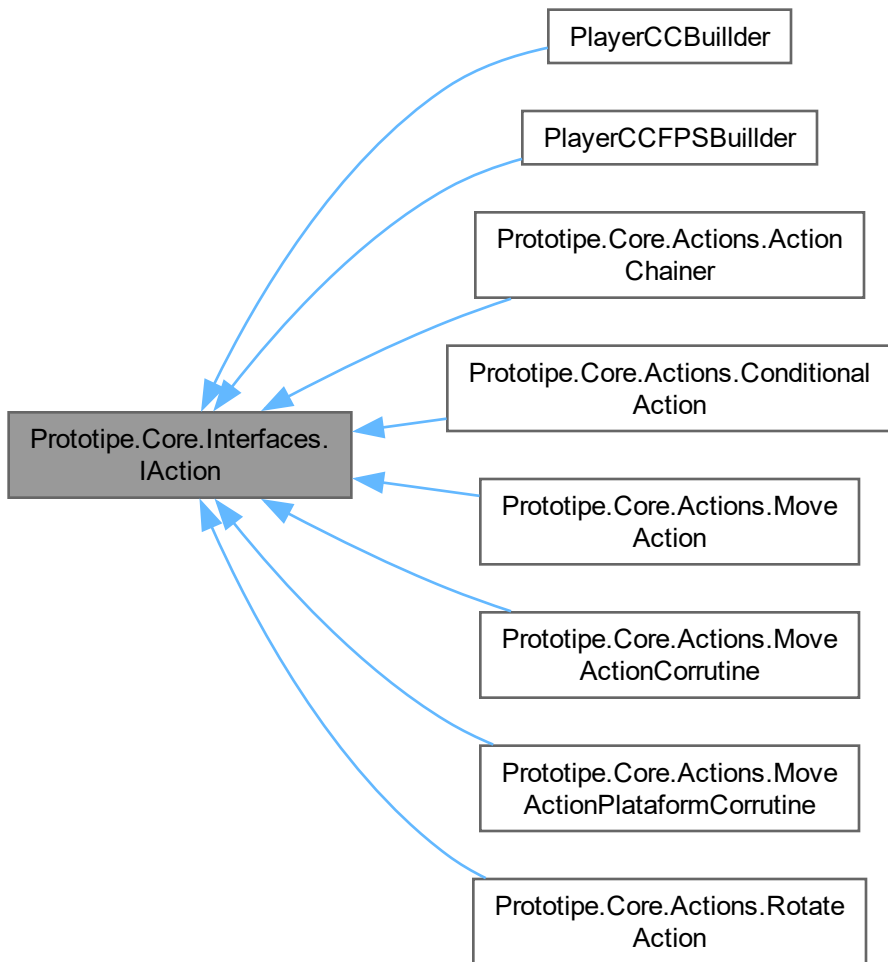 PlayerCCBuillder
PlayerCCFPSBuillder
Prototipe.Core.Actions.Action
Chainer
Prototipe.Core.Actions.Conditional
Action
Prototipe.Core.Interfaces.
IAction
Prototipe.Core.Actions.Move
Action
Prototipe.Core.Actions.Move
ActionCorrutine
Prototipe.Core.Actions.Move
ActionPlataformCorrutine
Prototipe.Core.Actions.Rotate
Action